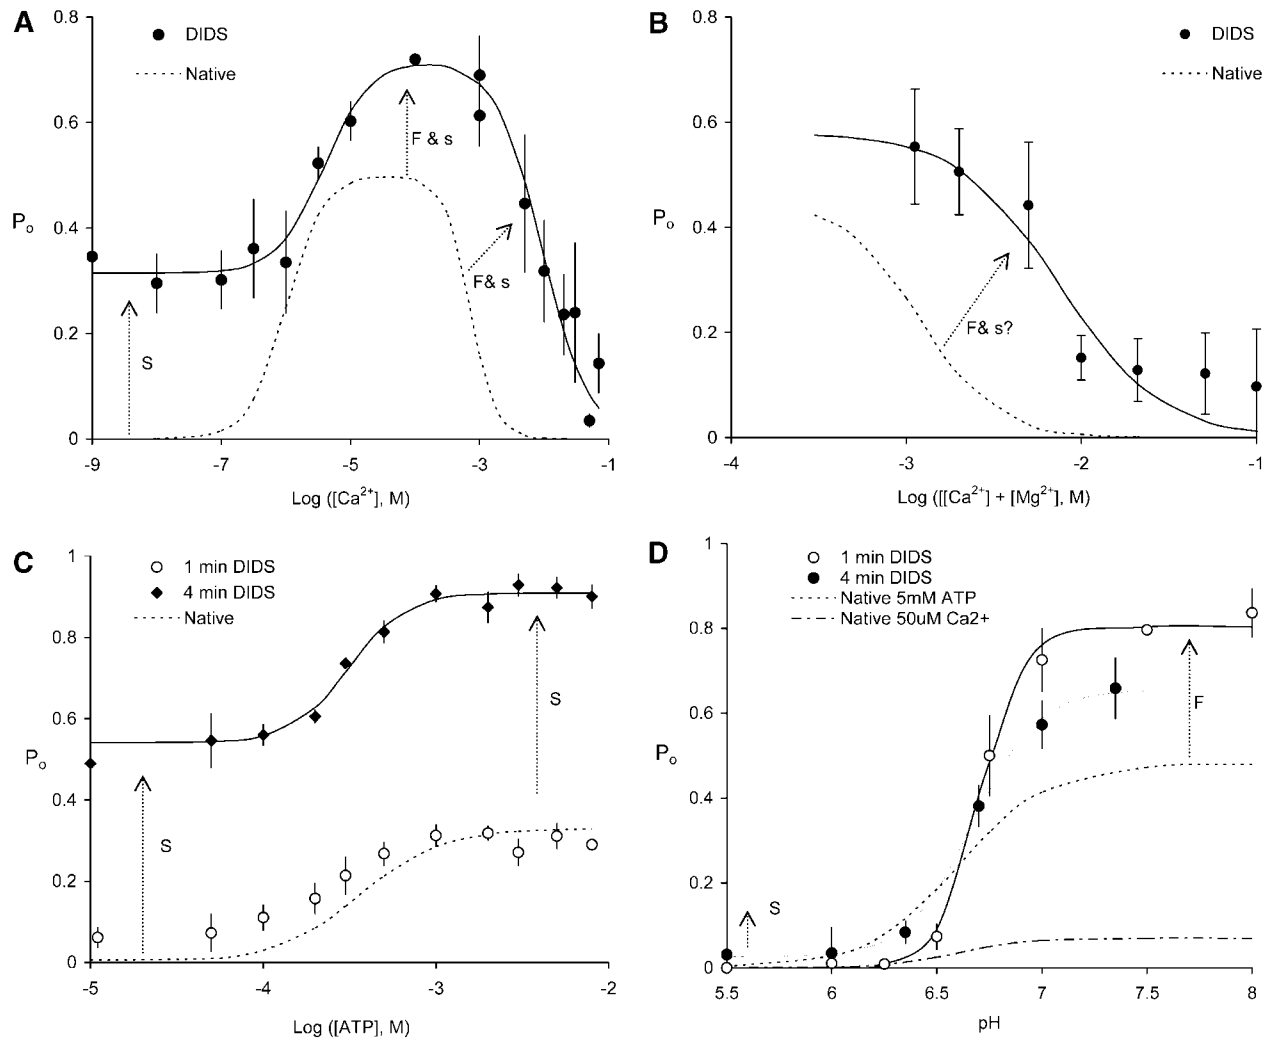 A
0.8
0.6
0.4
0.2
0
Po
DIDS
Native
F & s
F& s
S
-9
-7
-5
-3
-1
Log ([Ca2+], M)
B
0.8
0.6
0.4
0.2
0
Po
DIDS
Native
F& s?
-4
-3
-2
-1
Log ([[Ca2+] + [Mg2+], M)
C
1
0.8
0.6
0.4
0.2
0
Po
1 min DIDS
4 min DIDS
Native
S
S
-5
-4
-3
-2
Log ([ATP], M)
D
1
0.8
0.6
0.4
0.2
0
Po
1 min DIDS
4 min DIDS
Native 5mM ATP
Native 50uM Ca2+
F
S
5.5
6
6.5
7
7.5
8
pH